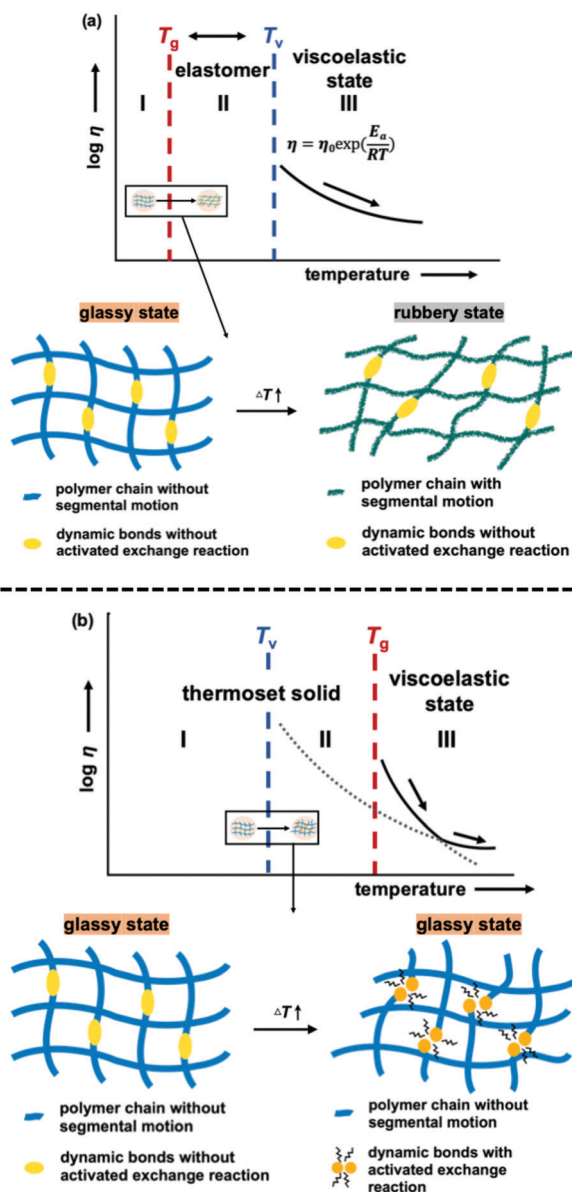 (a)
Tg
Tv
elastomer
viscoelastic
state
I
II
III
log η
η = η₀exp(Eₐ/RT)
temperature
glassy state
rubbery state
△T↑
polymer chain without
segmental motion
dynamic bonds without
activated exchange reaction
polymer chain with
segmental motion
dynamic bonds without
activated exchange reaction
(b)
Tv
Tg
thermoset solid
viscoelastic
state
I
II
III
log η
temperature
glassy state
glassy state
△T↑
polymer chain without
segmental motion
dynamic bonds without
activated exchange reaction
polymer chain without
segmental motion
dynamic bonds with
activated exchange
reaction